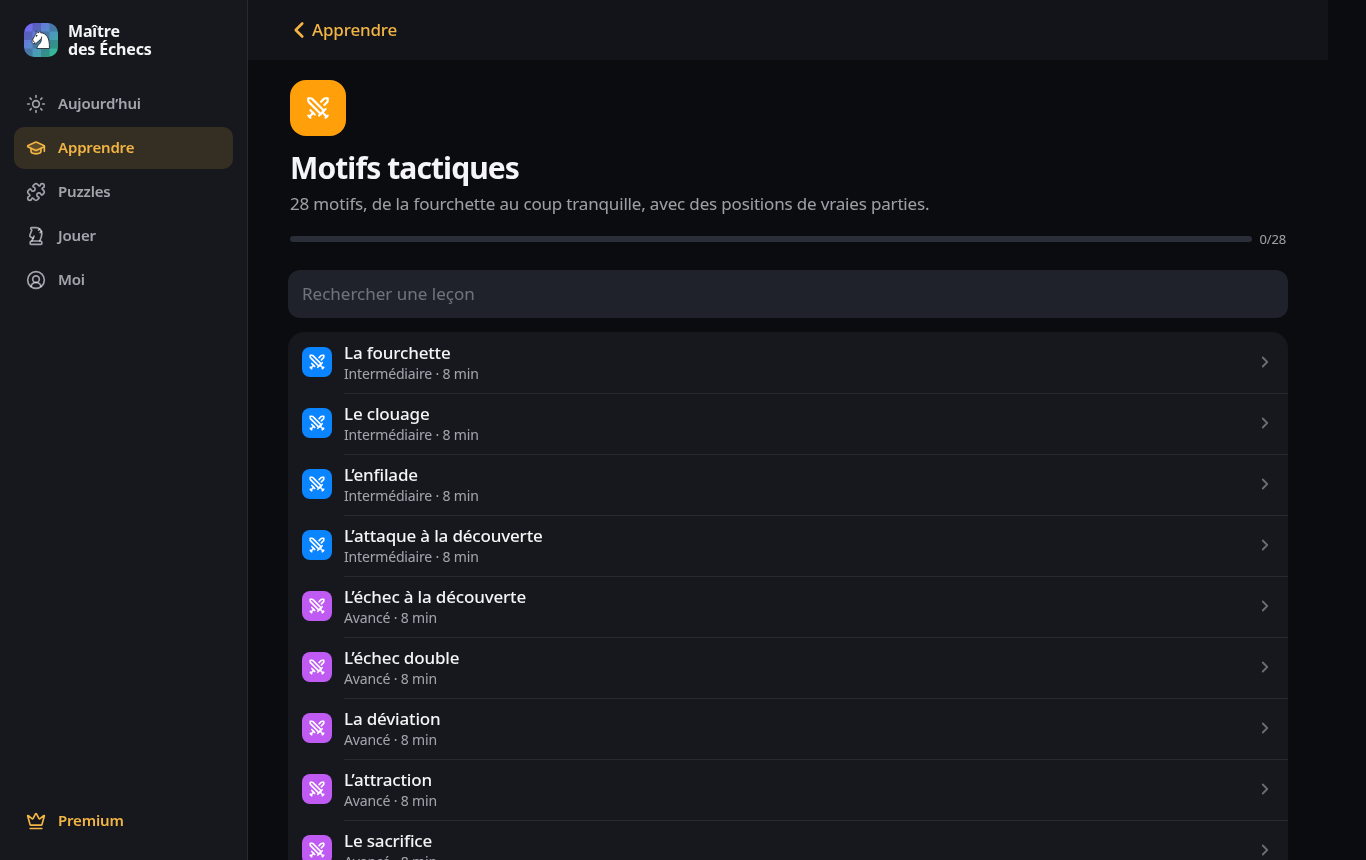 Maître
des Échecs
Aujourd’hui
Apprendre
Puzzles
Jouer
Moi
Premium
Apprendre
Motifs tactiques
28 motifs, de la fourchette au coup tranquille, avec des positions de vraies parties.
0/28
Rechercher une leçon
La fourchette
Intermédiaire · 8 min
Le clouage
Intermédiaire · 8 min
L’enfilade
Intermédiaire · 8 min
L’attaque à la découverte
Intermédiaire · 8 min
L’échec à la découverte
Avancé · 8 min
L’échec double
Avancé · 8 min
La déviation
Avancé · 8 min
L’attraction
Avancé · 8 min
Le sacrifice
Avancé · 8 min